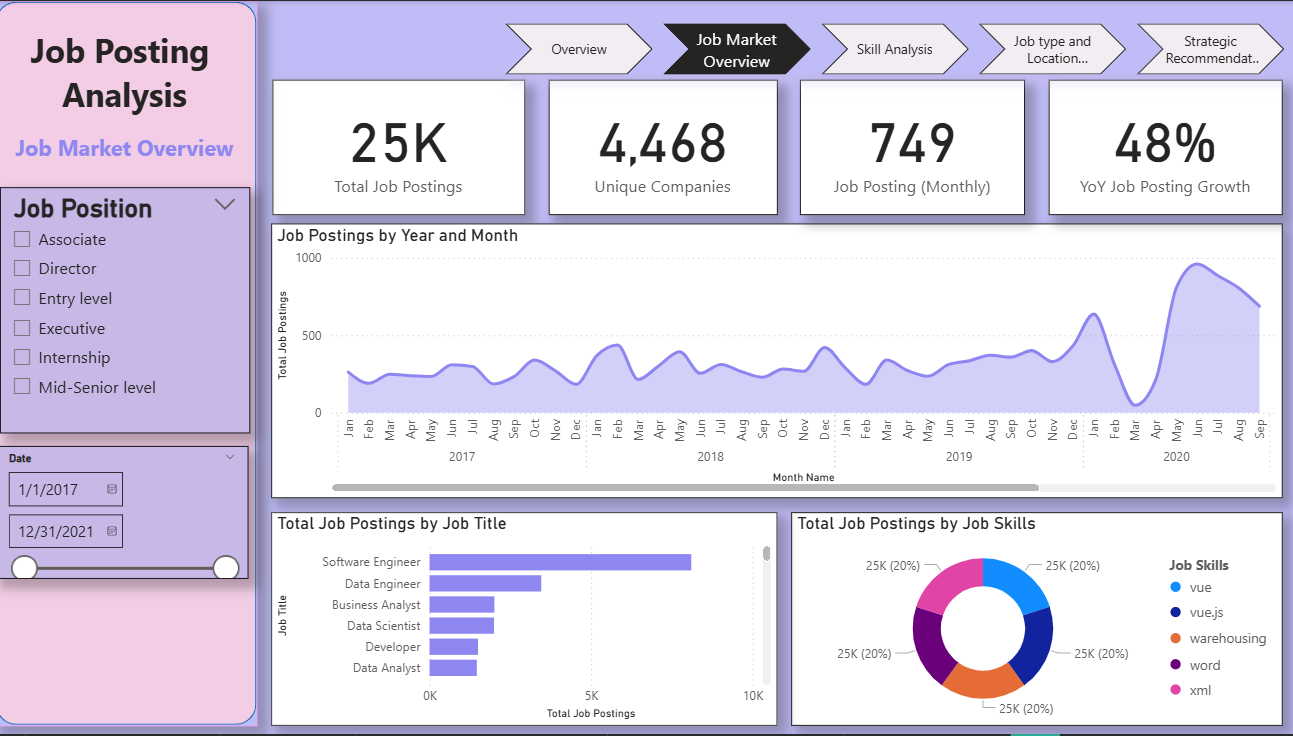 Job Posting
Analysis
Job Market Overview
Overview
Job Market
Overview
Skill Analysis
Job type and
Location...
Strategic
Recommendat..
25K
Total Job Postings
4,468
Unique Companies
749
Job Posting (Monthly)
48%
YoY Job Posting Growth
Job Position
Associate
Director
Entry level
Executive
Internship
Mid-Senior level
Date
1/1/2017
12/31/2021
Job Postings by Year and Month
Total Job Postings
1000
500
0
Jan Feb Mar Apr May Jun Jul Aug Sep Oct Nov Dec Jan Feb Mar Apr May Jun Jul Aug Sep Oct Nov Dec Jan Feb Mar Apr May Jun Jul Aug Sep Oct Nov Dec Jan Feb Mar Apr May Jun Jul Aug Sep
2017 2018 2019 2020
Month Name
Total Job Postings by Job Title
Job Title
Software Engineer
Data Engineer
Business Analyst
Data Scientist
Developer
Data Analyst
0K 5K 10K
Total Job Postings
Total Job Postings by Job Skills
25K (20%) 25K (20%)
25K (20%) 25K (20%)
25K (20%)
Job Skills
vue
vue.js
warehousing
word
xml